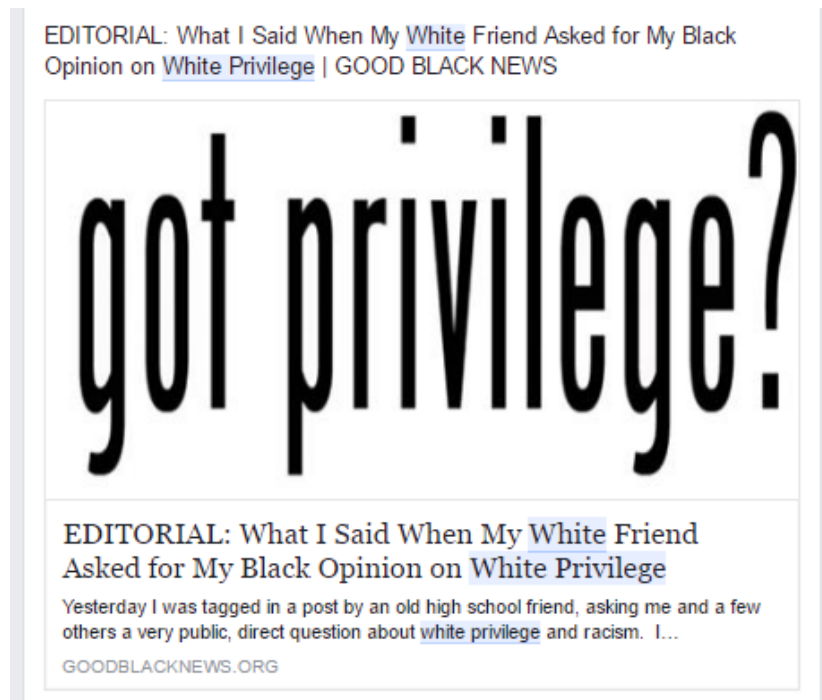 EDITORIAL: What I Said When My White Friend Asked for My Black
Opinion on White Privilege | GOOD BLACK NEWS
got privilege?
EDITORIAL: What I Said When My White Friend
Asked for My Black Opinion on White Privilege
Yesterday I was tagged in a post by an old high school friend, asking me and a few
others a very public, direct question about white privilege and racism.  I...
GOODBLACKNEWS.ORG